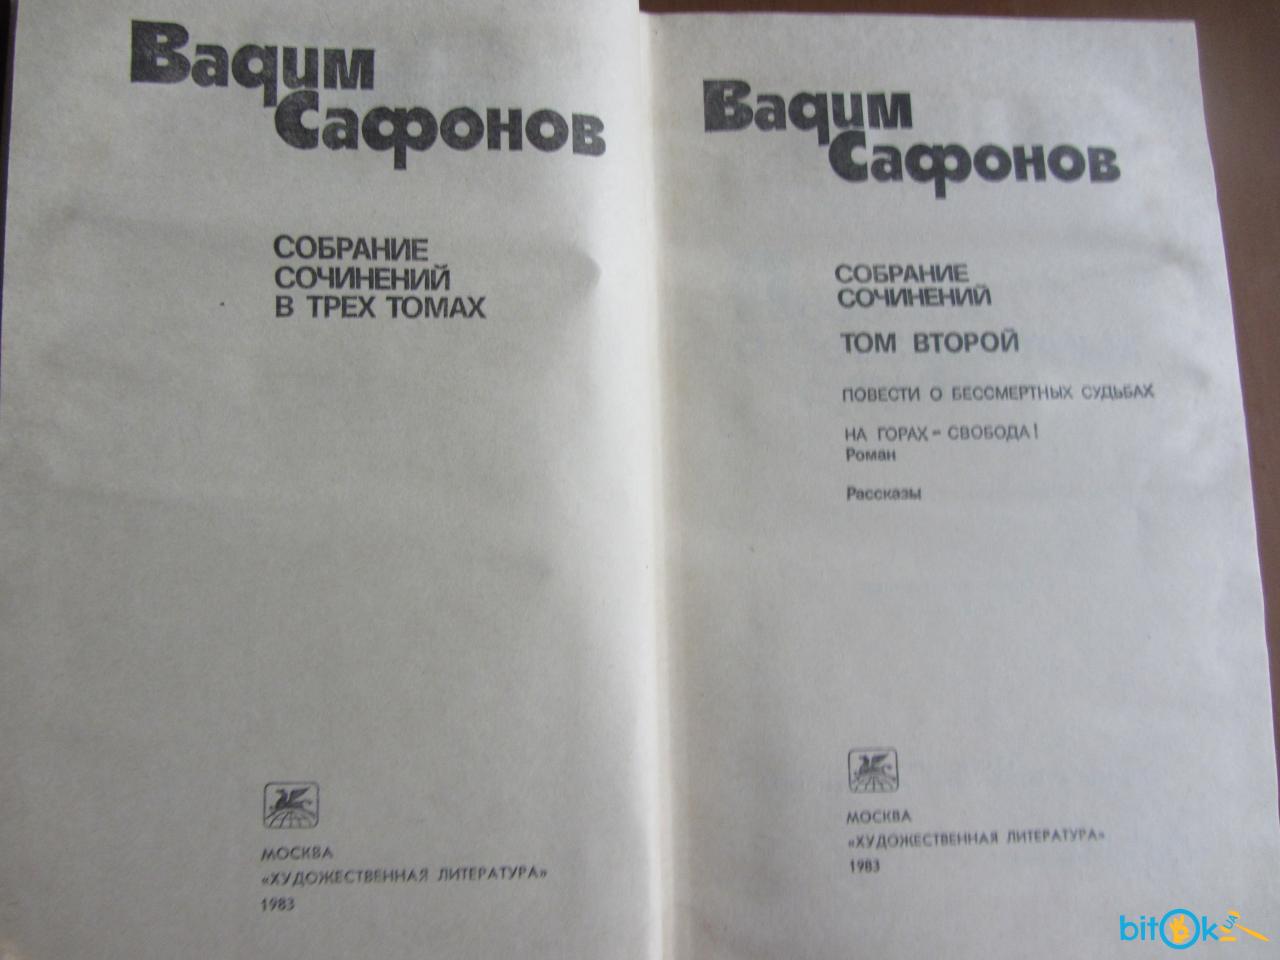 Вадим
Сафонов
СОБРАНИЕ
СОЧИНЕНИЙ
В ТРЕХ ТОМАХ
МОСКВА
«ХУДОЖЕСТВЕННАЯ ЛИТЕРАТУРА»
1983
Вадим
Сафонов
СОБРАНИЕ
СОЧИНЕНИЙ
ТОМ ВТОРОЙ
ПОВЕСТИ О БЕССМЕРТНЫХ СУДЬБАХ
НА ГОРАХ – СВОБОДА!
Роман
Рассказы
МОСКВА
«ХУДОЖЕСТВЕННАЯ ЛИТЕРАТУРА»
1983
bitOk UA